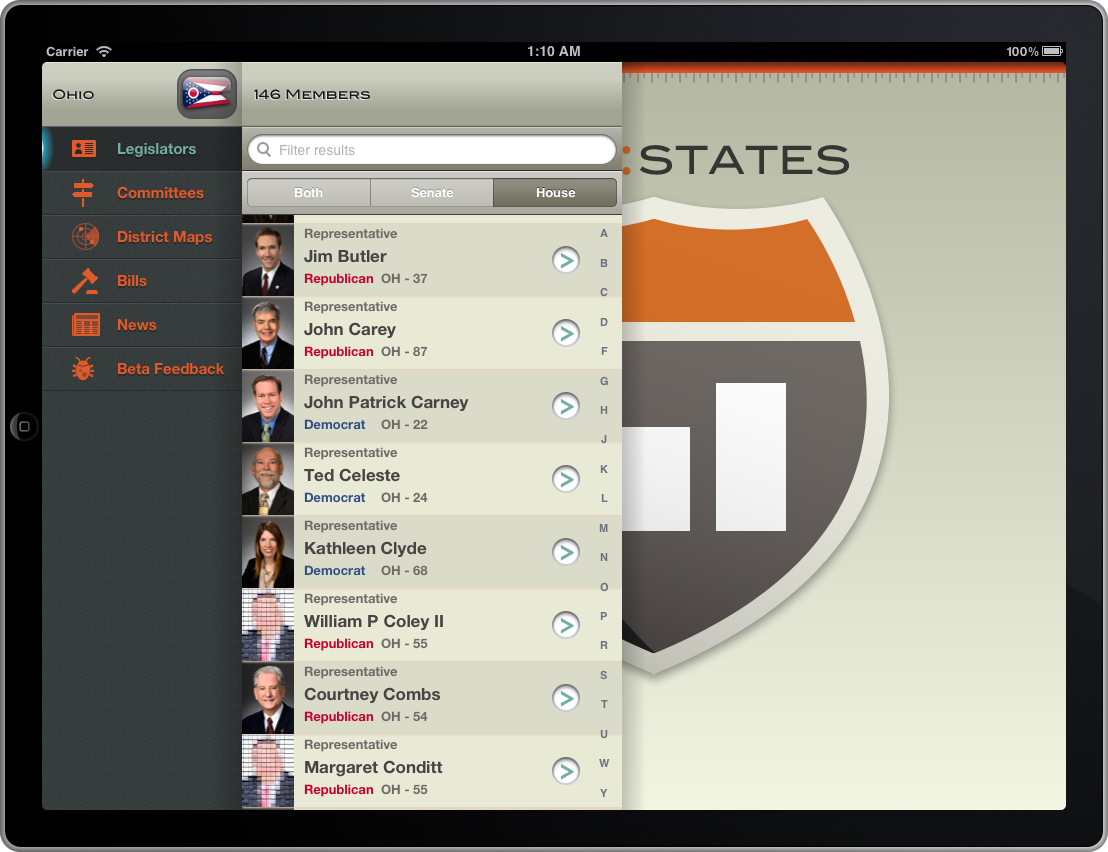 Carrier
1:10 AM
100%
Ohio
146 Members
Legislators
Committees
District Maps
Bills
News
Beta Feedback
Filter results
Both
Senate
House
Representative
Jim Butler
Republican OH - 37
Representative
John Carey
Republican OH - 87
Representative
John Patrick Carney
Democrat OH - 22
Representative
Ted Celeste
Democrat OH - 24
Representative
Kathleen Clyde
Democrat OH - 68
Representative
William P Coley II
Republican OH - 55
Representative
Courtney Combs
Republican OH - 54
Representative
Margaret Conditt
Republican OH - 55
A
B
C
D
F
G
H
J
K
L
M
N
O
P
R
S
T
U
W
Y
:STATES